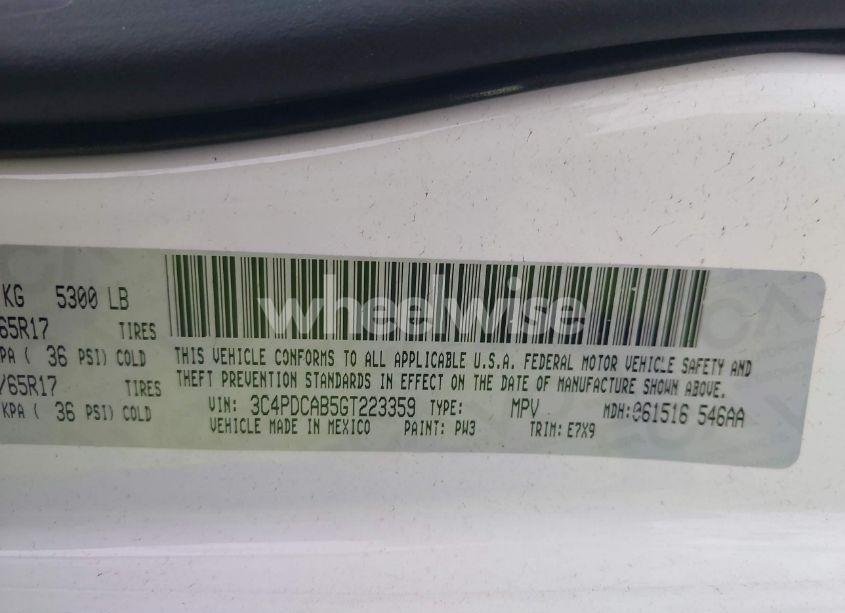 KG 5300 LB
65R17 TIRES
PA ( 36 PSI) COLD
/65R17 TIRES
KPA ( 36 PSI) COLD
wheelwise
THIS VEHICLE CONFORMS TO ALL APPLICABLE U.S.A. FEDERAL MOTOR VEHICLE SAFETY AND
THEFT PREVENTION STANDARDS IN EFFECT ON THE DATE OF MANUFACTURE SHOWN ABOVE.
VIN: 3C4PDCAB5GT223359 TYPE: MPV MDH:061516 546AA
VEHICLE MADE IN MEXICO PAINT: PW3 TRIM: E7X9